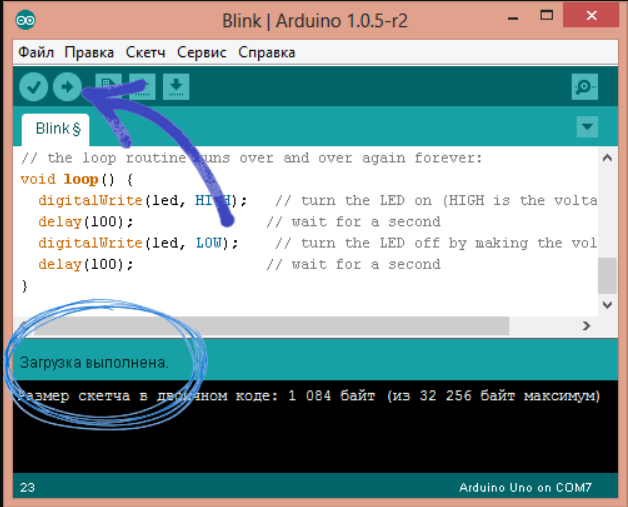 Blink | Arduino 1.0.5-r2
Файл Правка Скетч Сервис Справка
Blink §
// the loop routine runs over and over again forever:
void loop() {
digitalWrite(led, HIGH); // turn the LED on (HIGH is the volta
delay(100); // wait for a second
digitalWrite(led, LOW); // turn the LED off by making the vol
delay(100); // wait for a second
}
Загрузка выполнена.
Размер скетча в двоичном коде: 1 084 байт (из 32 256 байт максимум)
23
Arduino Uno on COM7